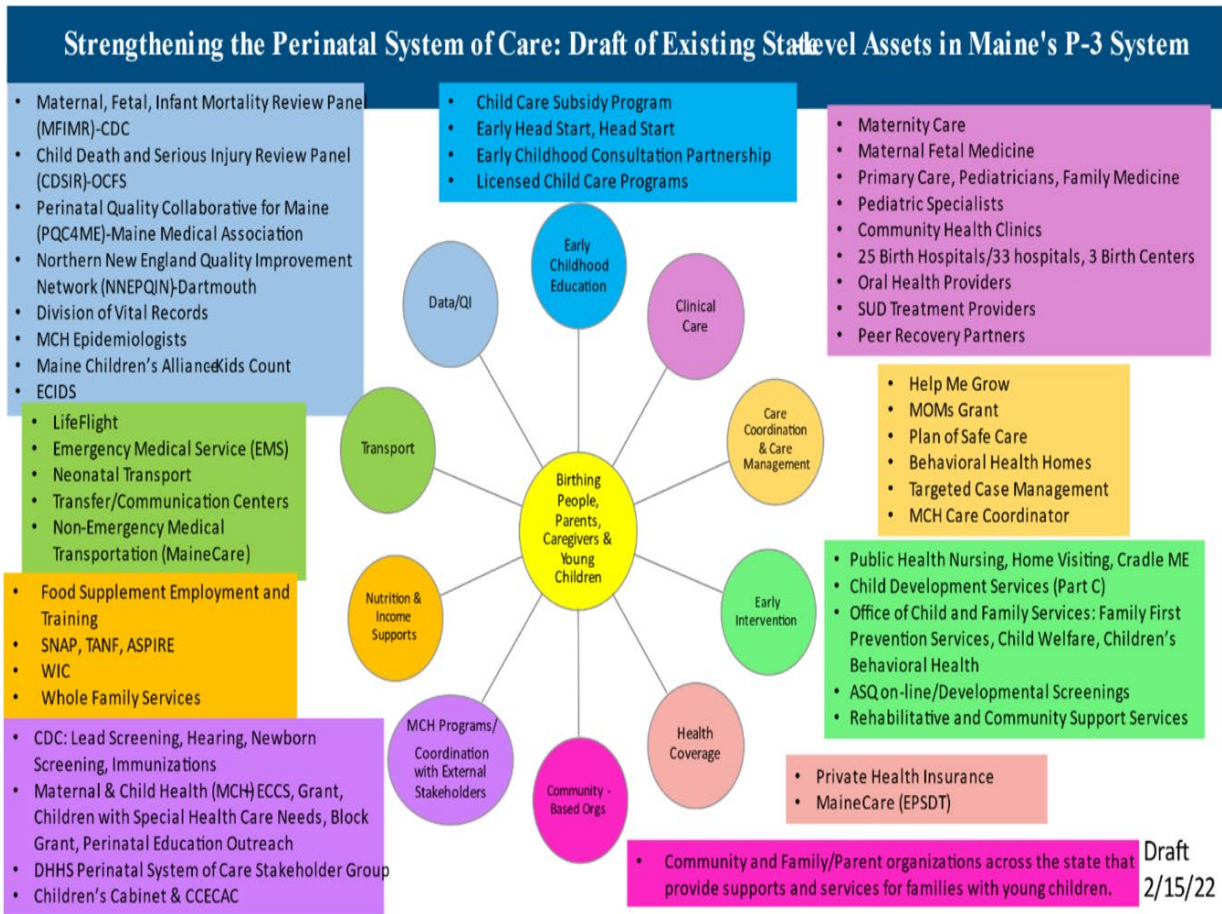 Strengthening the Perinatal System of Care: Draft of Existing State-level Assets in Maine's P-3 System
• Maternal, Fetal, Infant Mortality Review Panel
(MFIMR)-CDC
• Child Death and Serious Injury Review Panel
(CDSIR)-OCFS
• Perinatal Quality Collaborative for Maine
(PQC4ME)-Maine Medical Association
• Northern New England Quality Improvement
Network (NNEPQIN)-Dartmouth
• Division of Vital Records
• MCH Epidemiologists
• Maine Children's Alliance-Kids Count
• ECIDS
• Child Care Subsidy Program
• Early Head Start, Head Start
• Early Childhood Consultation Partnership
• Licensed Child Care Programs
• Maternity Care
• Maternal Fetal Medicine
• Primary Care, Pediatricians, Family Medicine
• Pediatric Specialists
• Community Health Clinics
• 25 Birth Hospitals/33 hospitals, 3 Birth Centers
• Oral Health Providers
• SUD Treatment Providers
• Peer Recovery Partners
Data/QI
Early
Childhood
Education
Clinical
Care
• LifeFlight
• Emergency Medical Service (EMS)
• Neonatal Transport
• Transfer/Communication Centers
• Non-Emergency Medical
Transportation (MaineCare)
Transport
Care
Coordination
& Care
Management
• Help Me Grow
• MOMs Grant
• Plan of Safe Care
• Behavioral Health Homes
• Targeted Case Management
• MCH Care Coordinator
Birthing
People,
Parents,
Caregivers &
Young
Children
• Food Supplement Employment and
Training
• SNAP, TANF, ASPIRE
• WIC
• Whole Family Services
Nutrition &
Income
Supports
Early
Intervention
• Public Health Nursing, Home Visiting, Cradle ME
• Child Development Services (Part C)
• Office of Child and Family Services: Family First
Prevention Services, Child Welfare, Children's
Behavioral Health
• ASQ on-line/Developmental Screenings
• Rehabilitative and Community Support Services
• CDC: Lead Screening, Hearing, Newborn
Screening, Immunizations
• Maternal & Child Health (MCH) ECCS, Grant,
Children with Special Health Care Needs, Block
Grant, Perinatal Education Outreach
• DHHS Perinatal System of Care Stakeholder Group
• Children's Cabinet & CCECAC
MCH Programs/
Coordination
with External
Stakeholders
Community -
Based Orgs
Health
Coverage
• Private Health Insurance
• MaineCare (EPSDT)
• Community and Family/Parent organizations across the state that
provide supports and services for families with young children.
Draft
2/15/22